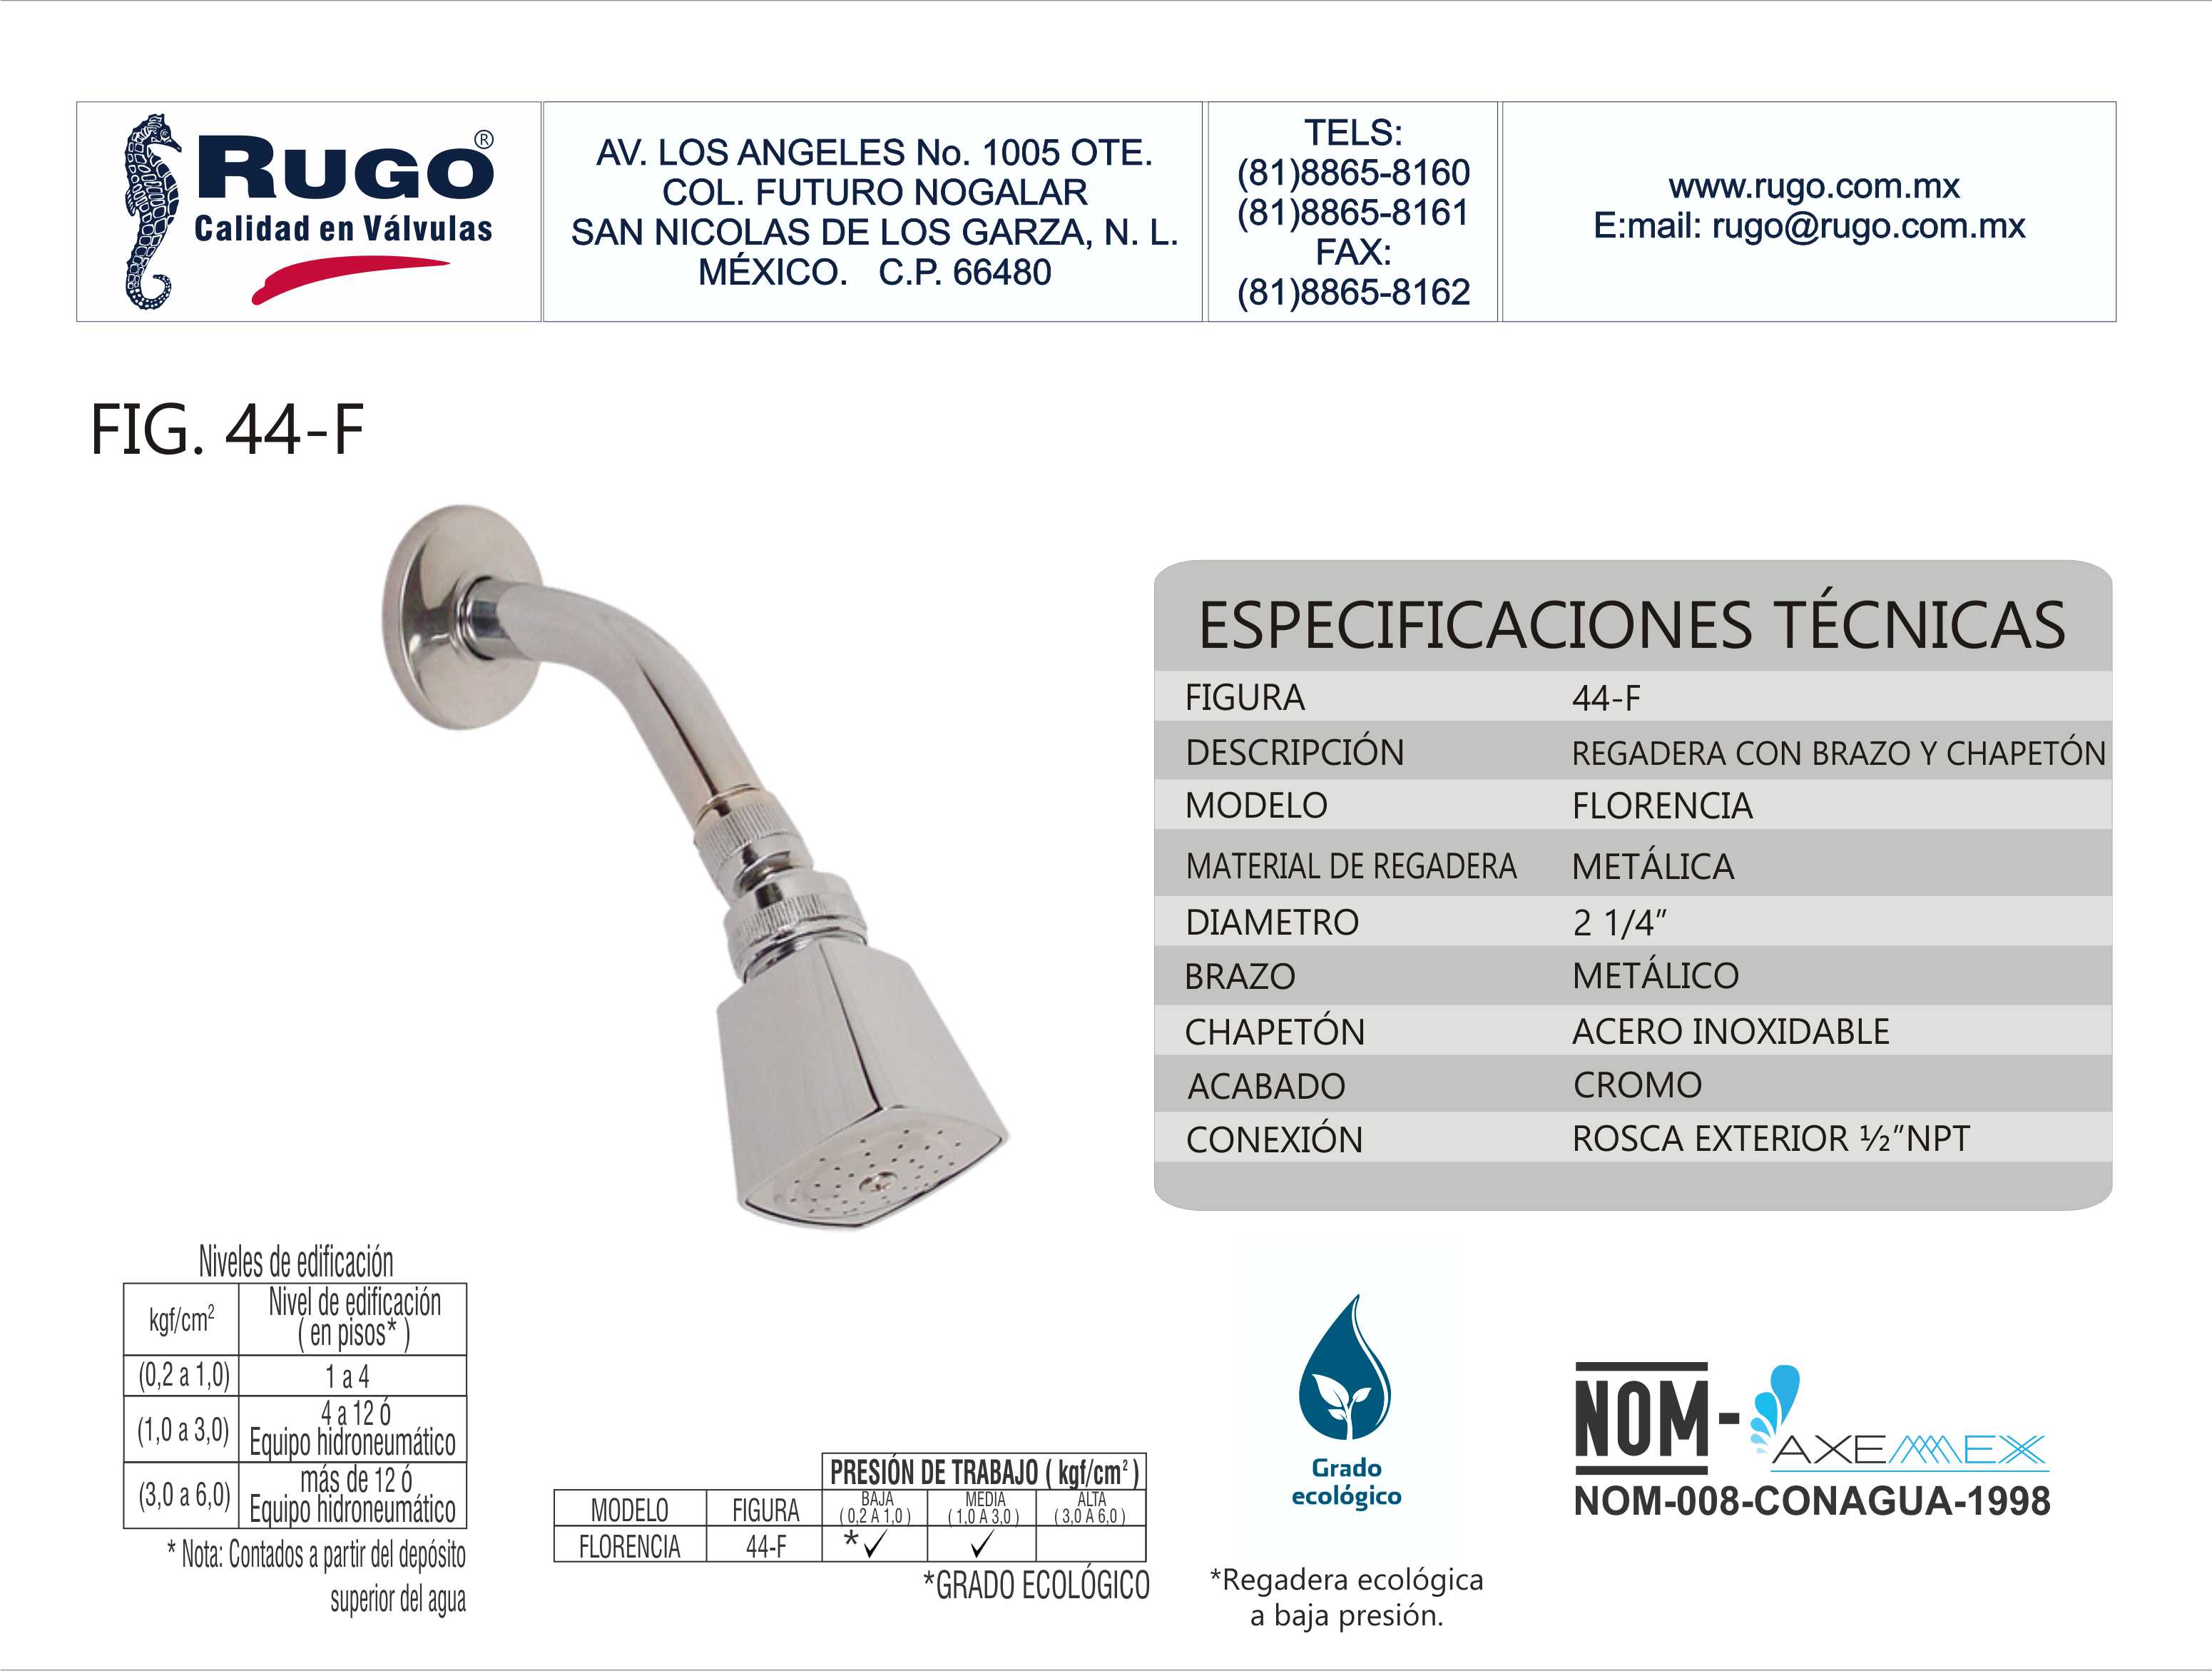 RUGO®
Calidad en Válvulas
AV. LOS ANGELES No. 1005 OTE.
COL. FUTURO NOGALAR
SAN NICOLAS DE LOS GARZA, N. L.
MÉXICO. C.P. 66480
TELS:
(81)8865-8160
(81)8865-8161
FAX:
(81)8865-8162
www.rugo.com.mx
E:mail: rugo@rugo.com.mx
FIG. 44-F
ESPECIFICACIONES TÉCNICAS
FIGURA 44-F
DESCRIPCIÓN REGADERA CON BRAZO Y CHAPETÓN
MODELO FLORENCIA
MATERIAL DE REGADERA METÁLICA
DIAMETRO 2 1/4”
BRAZO METÁLICO
CHAPETÓN ACERO INOXIDABLE
ACABADO CROMO
CONEXIÓN ROSCA EXTERIOR ½”NPT
Niveles de edificación
kgf/cm² Nivel de edificación
( en pisos* )
(0,2 a 1,0) 1 a 4
(1,0 a 3,0) 4 a 12 ó
Equipo hidroneumático
(3,0 a 6,0) más de 12 ó
Equipo hidroneumático
* Nota: Contados a partir del depósito
superior del agua
PRESIÓN DE TRABAJO ( kgf/cm² )
MODELO FIGURA BAJA MEDIA ALTA
( 0,2 A 1,0 ) ( 1,0 A 3,0 ) ( 3,0 A 6,0 )
FLORENCIA 44-F *✓ ✓
*GRADO ECOLÓGICO
Grado
ecológico
*Regadera ecológica
a baja presión.
NOM- AXEMEX
NOM-008-CONAGUA-1998